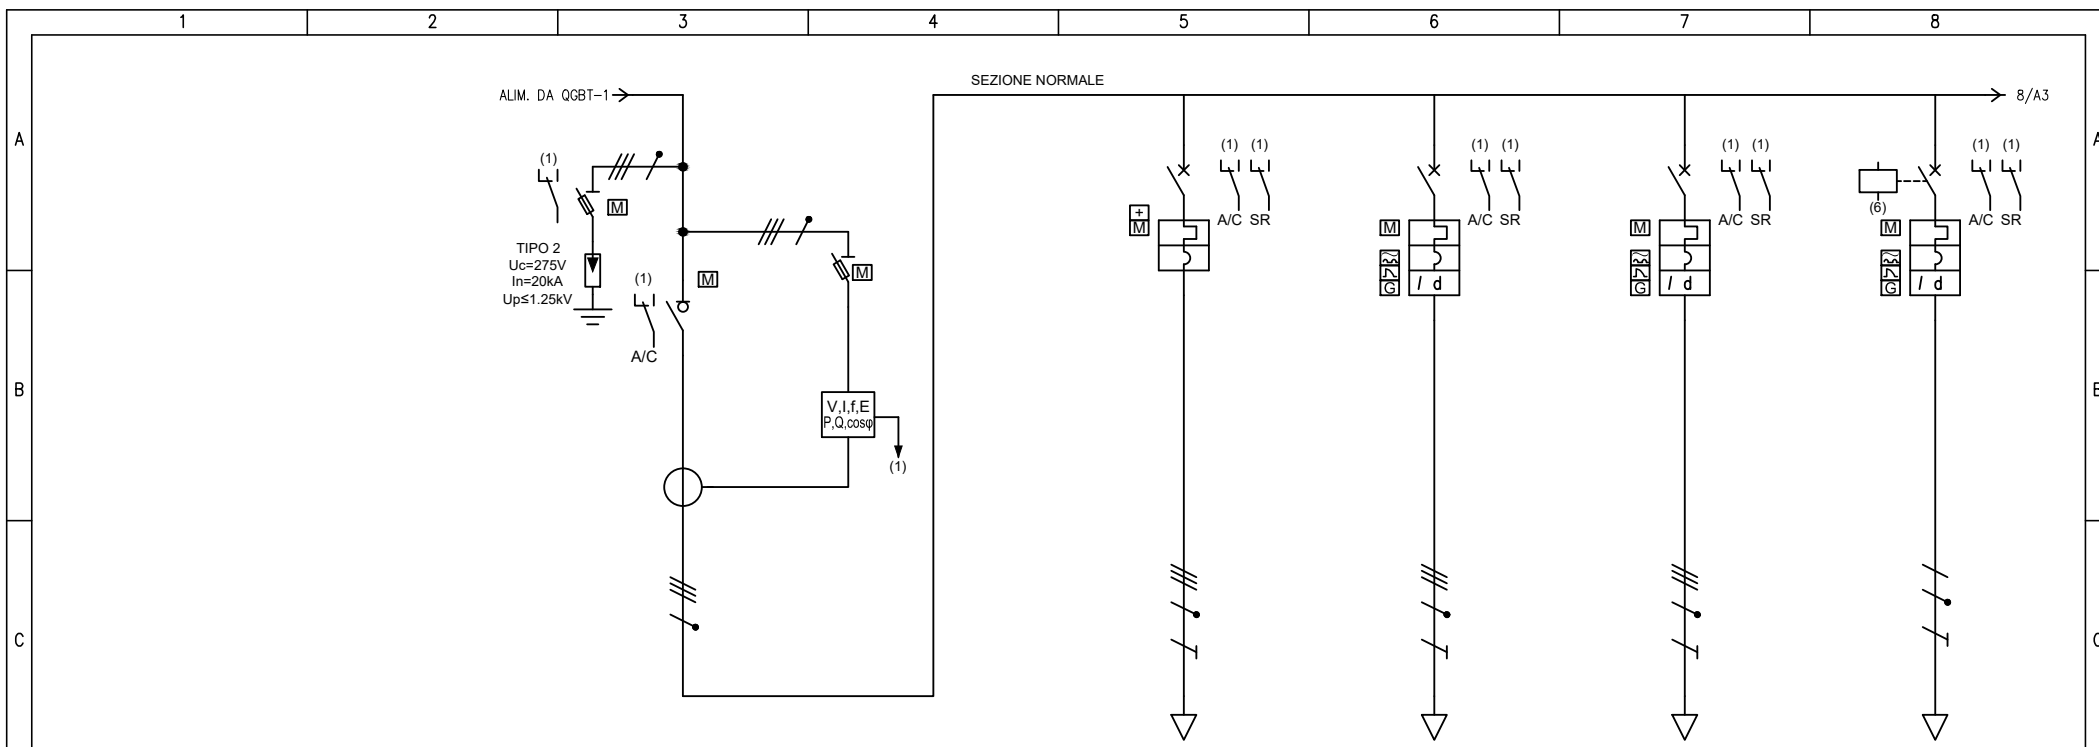 1 2 3 4 5 6 7 8
SEZIONE NORMALE
ALIM. DA QGBT-1
8/A3
A A
(1) (1) (1) (1) (1) (1) (1) (1) (1)
M
(6)
A/C SR A/C SR A/C SR A/C SR
+
M M M M
TIPO 2
Uc=275V
In=20kA
Up≤1.25kV
(1)
M
M
I d I d I d
G G G
A/C
B B
V,I,f,E
P,Q,cosφ
(1)
C C